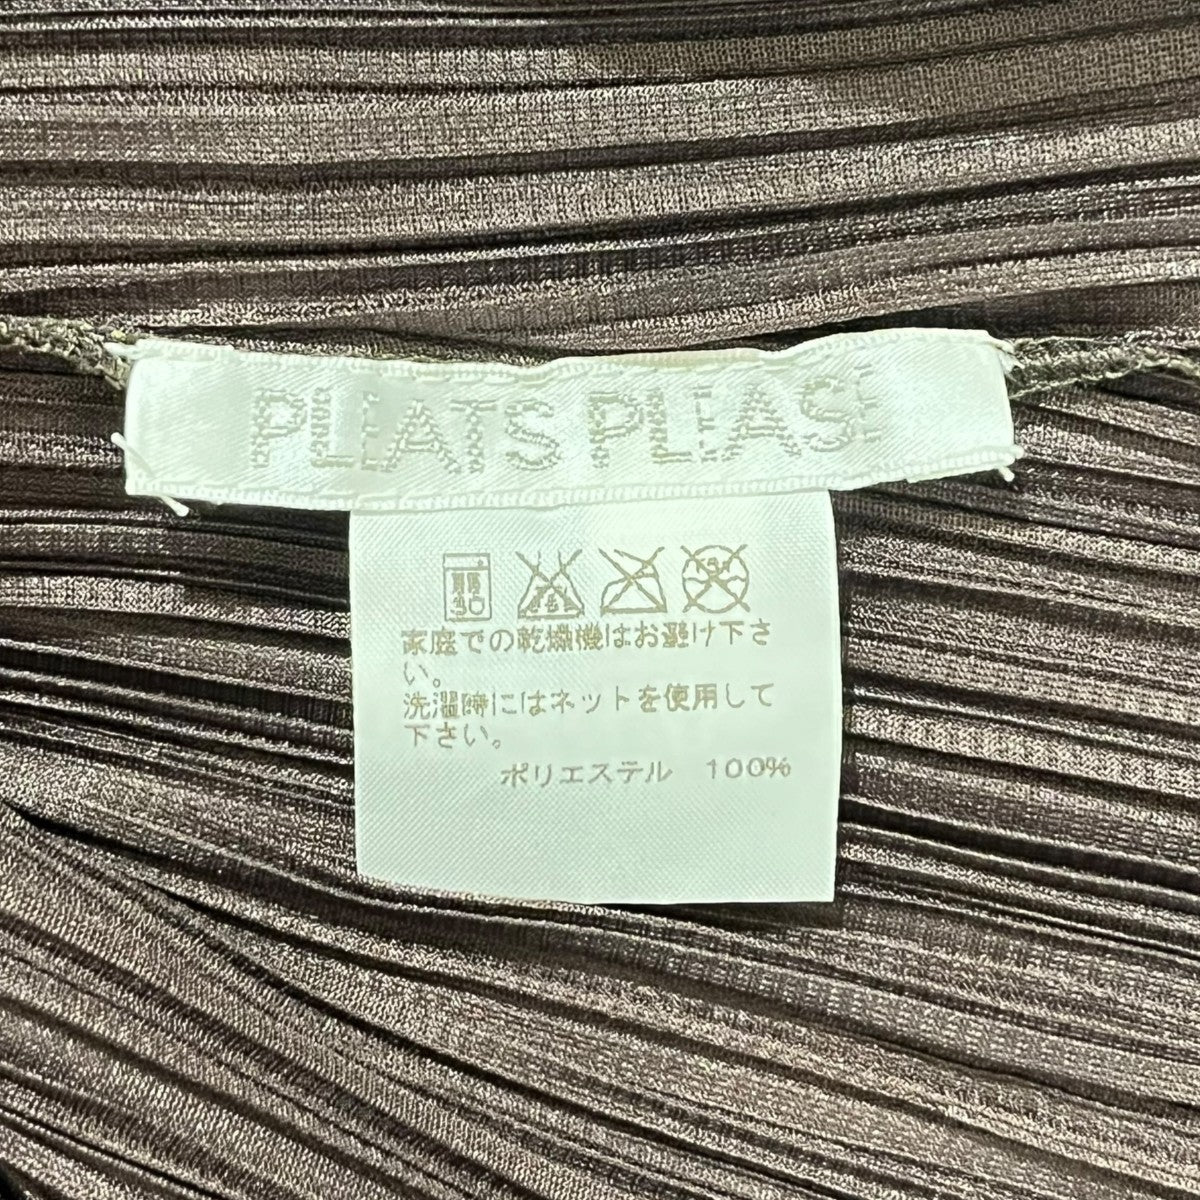 PLEATS PLEASE
家庭での乾燥機はお避け下さ
い。
洗濯時にはネットを使用して
下さい。
ポリエステル 100%